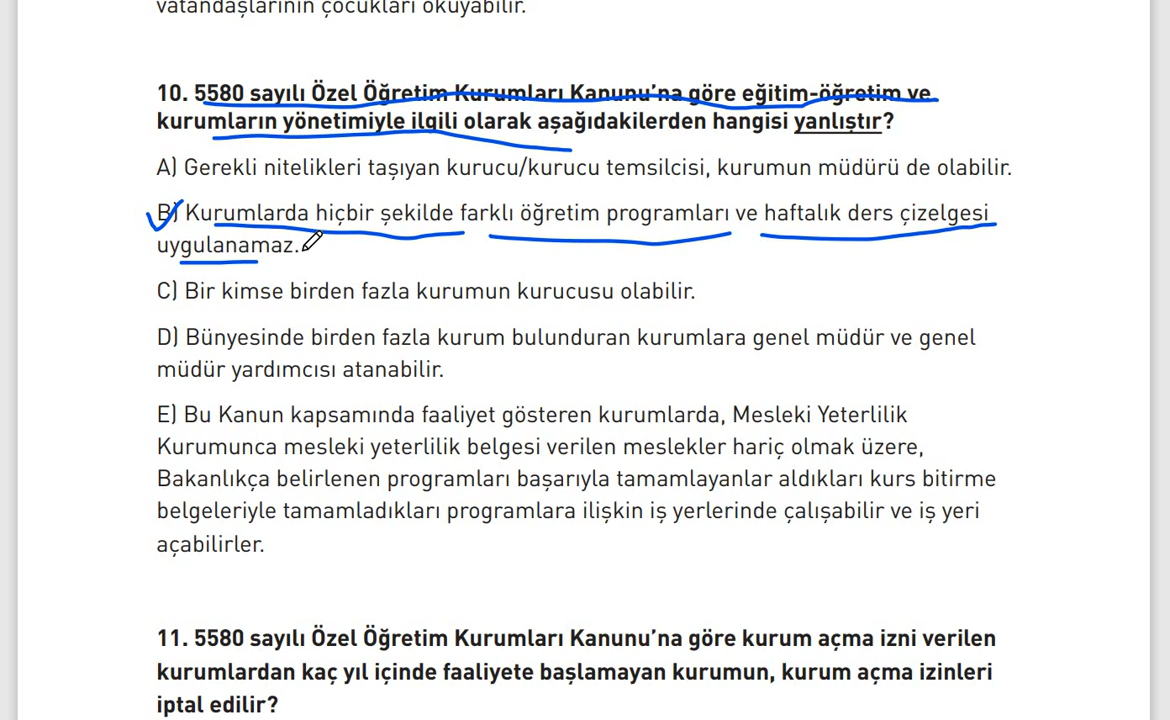 vatandaşlarının çocukları okuyabilir.
10. 5580 sayılı Özel Öğretim Kurumları Kanunu’na göre eğitim-öğretim ve
kurumların yönetimiyle ilgili olarak aşağıdakilerden hangisi yanlıştır?
A) Gerekli nitelikleri taşıyan kurucu/kurucu temsilcisi, kurumun müdürü de olabilir.
B) Kurumlarda hiçbir şekilde farklı öğretim programları ve haftalık ders çizelgesi
uygulanamaz.
C) Bir kimse birden fazla kurumun kurucusu olabilir.
D) Bünyesinde birden fazla kurum bulunduran kurumlara genel müdür ve genel
müdür yardımcısı atanabilir.
E) Bu Kanun kapsamında faaliyet gösteren kurumlarda, Mesleki Yeterlilik
Kurumunca mesleki yeterlilik belgesi verilen meslekler hariç olmak üzere,
Bakanlıkça belirlenen programları başarıyla tamamlayanlar aldıkları kurs bitirme
belgeleriyle tamamladıkları programlara ilişkin iş yerlerinde çalışabilir ve iş yeri
açabilirler.
11. 5580 sayılı Özel Öğretim Kurumları Kanunu’na göre kurum açma izni verilen
kurumlardan kaç yıl içinde faaliyete başlamayan kurumun, kurum açma izinleri
iptal edilir?